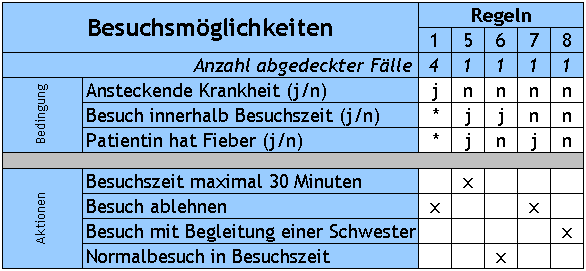 Besuchsmöglichkeiten Regeln
1 5 6 7 8
Anzahl abgedeckter Fälle 4 1 1 1 1
Bedingung
Ansteckende Krankheit (j/n) j n n n n
Besuch innerhalb Besuchszeit (j/n) * j j n n
Patientin hat Fieber (j/n) * j n j n
Aktionen
Besuchszeit maximal 30 Minuten x
Besuch ablehnen x x
Besuch mit Begleitung einer Schwester x
Normalbesuch in Besuchszeit x